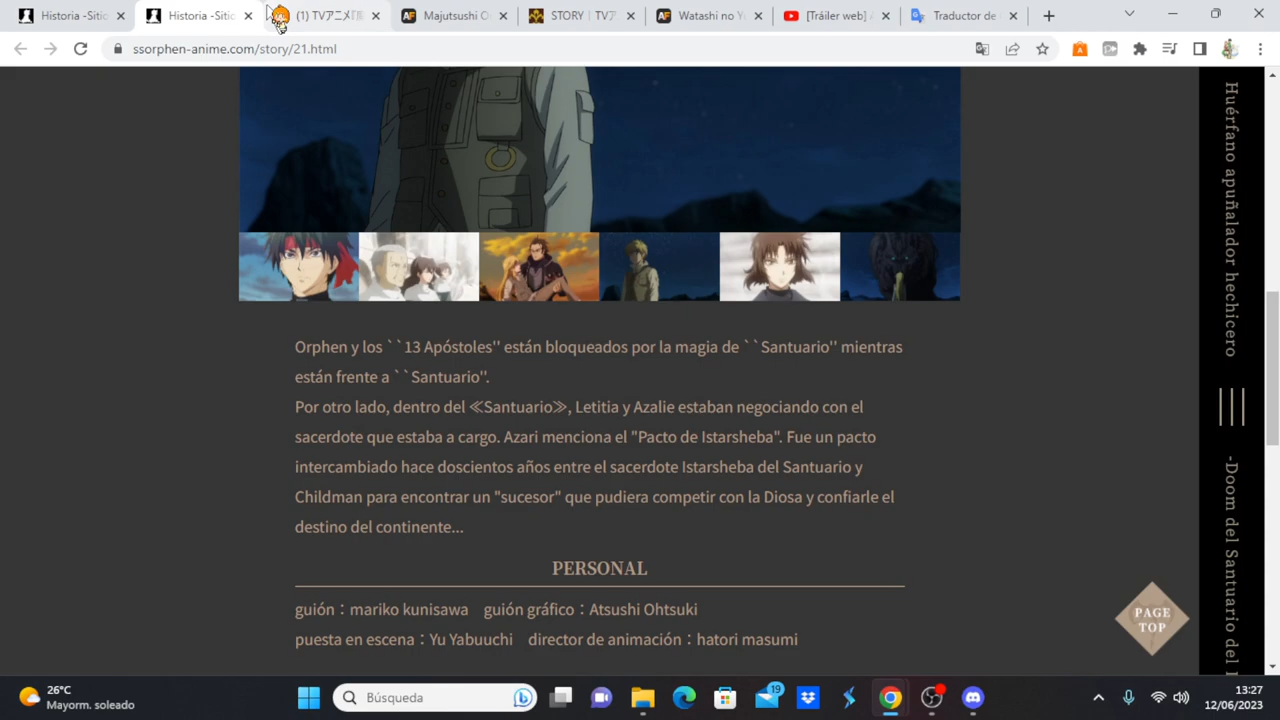 Historia -Sitic
Historia -Sitic
(1) TVアニメ『
Majutsushi O
STORY | TVア
Watashi no Y
[Tráiler web] A
Traductor de
ssorphen-anime.com/story/21.html
Huérfano apuñalador hechicero
-Doom del Santuario del
Orphen y los ``13 Apóstoles'' están bloqueados por la magia de ``Santuario'' mientras
están frente a ``Santuario''.
Por otro lado, dentro del ≪Santuario≫, Letitia y Azalie estaban negociando con el
sacerdote que estaba a cargo. Azari menciona el "Pacto de Istarsheba". Fue un pacto
intercambiado hace doscientos años entre el sacerdote Istarsheba del Santuario y
Childman para encontrar un "sucesor" que pudiera competir con la Diosa y confiarle el
destino del continente...
PERSONAL
guión：mariko kunisawa guión gráfico：Atsushi Ohtsuki
puesta en escena：Yu Yabuuchi director de animación：hatori masumi
PAGE
TOP
26°C
Mayorm. soleado
Búsqueda
19
13:27
12/06/2023